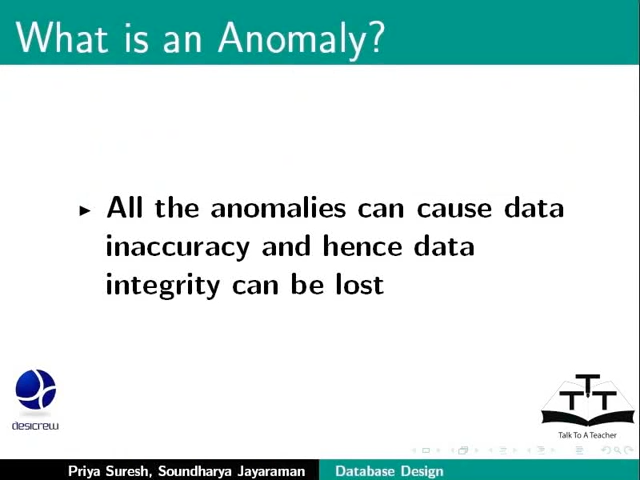 What is an Anomaly?
▶ All the anomalies can cause data
inaccuracy and hence data
integrity can be lost
desicrew
T T T
Talk To A Teacher
Priya Suresh, Soundharya Jayaraman Database Design